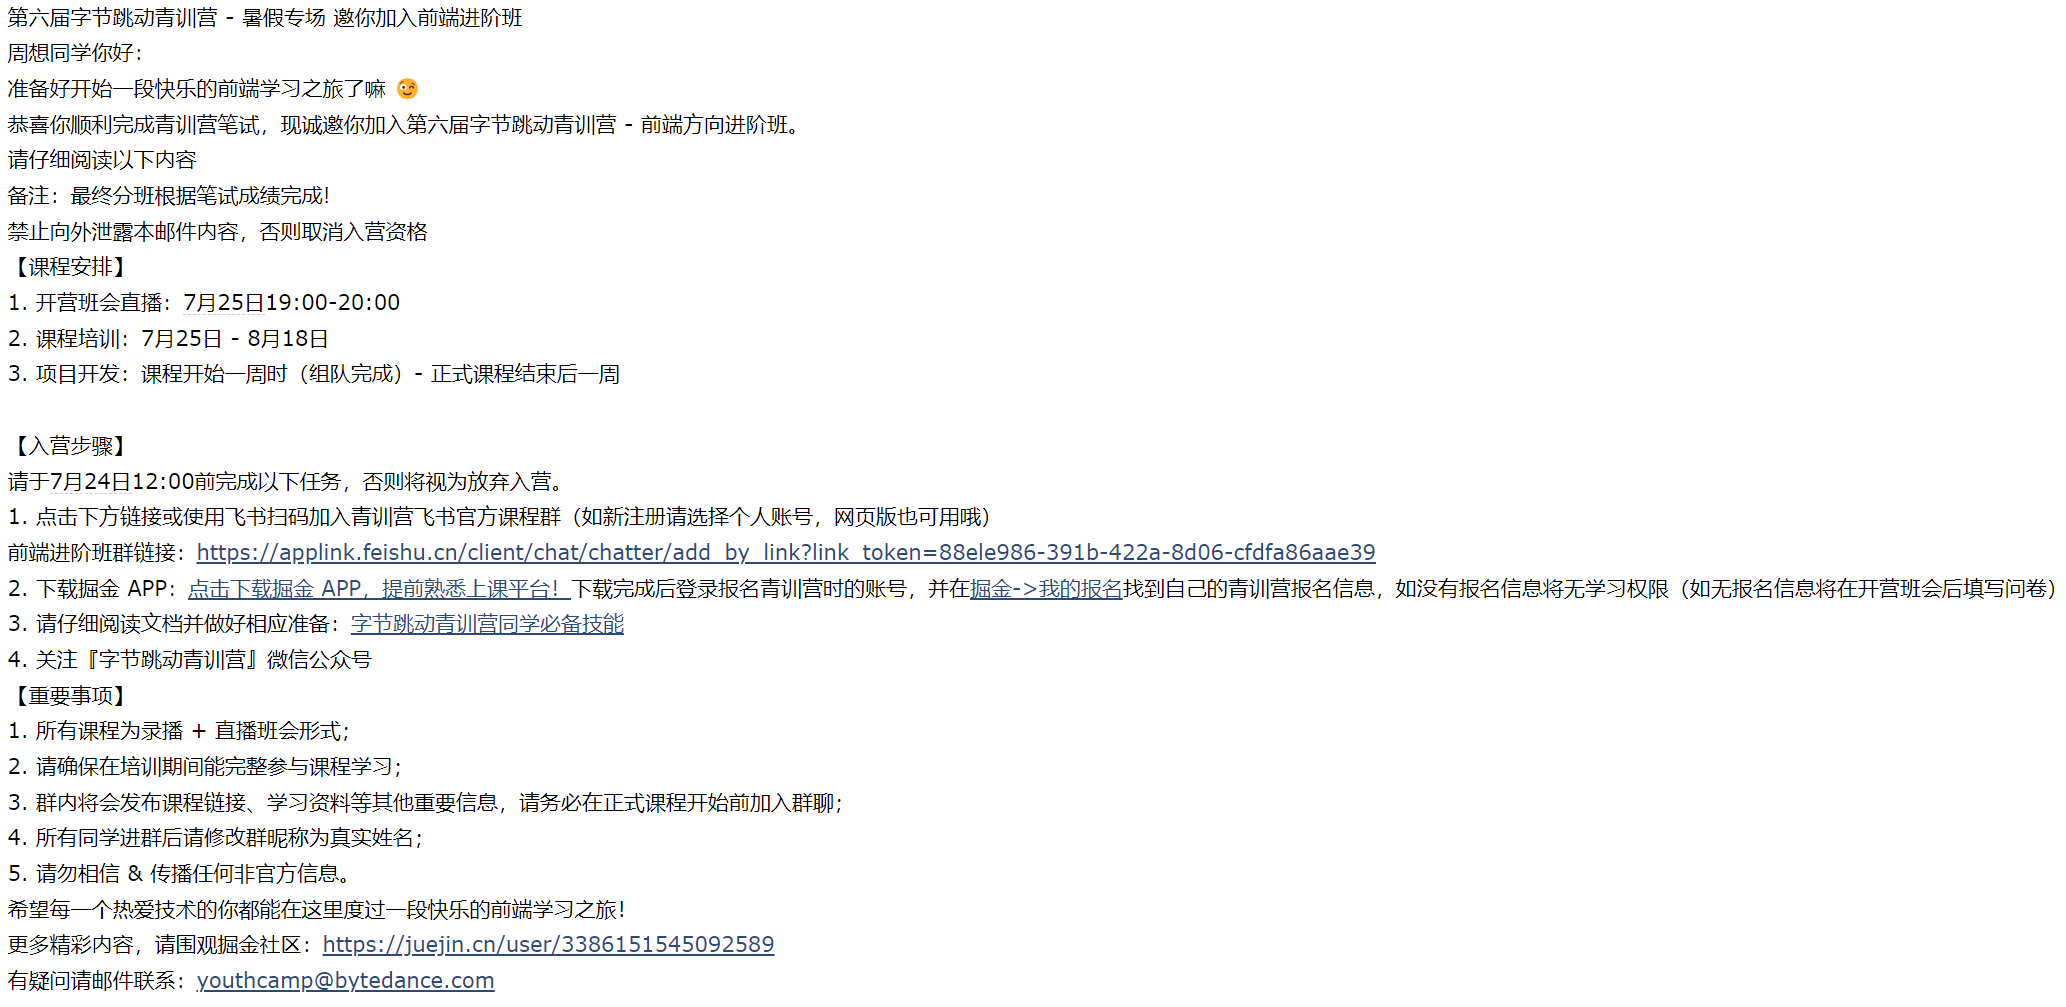 第六届字节跳动青训营 - 暑假专场 邀你加入前端进阶班
周想同学你好：
准备好开始一段快乐的前端学习之旅了嘛 😉
恭喜你顺利完成青训营笔试，现诚邀你加入第六届字节跳动青训营 - 前端方向进阶班。
请仔细阅读以下内容
备注：最终分班根据笔试成绩完成！
禁止向外泄露本邮件内容，否则取消入营资格
【课程安排】
1. 开营班会直播：7月25日19:00-20:00
2. 课程培训：7月25日 - 8月18日
3. 项目开发：课程开始一周时（组队完成）- 正式课程结束后一周
【入营步骤】
请于7月24日12:00前完成以下任务，否则将视为放弃入营。
1. 点击下方链接或使用飞书扫码加入青训营飞书官方课程群（如新注册请选择个人账号，网页版也可用哦）
前端进阶班群链接：https://applink.feishu.cn/client/chat/chatter/add_by_link?link_token=88ele986-391b-422a-8d06-cfdfa86aae39
2. 下载掘金 APP：点击下载掘金 APP，提前熟悉上课平台！下载完成后登录报名青训营时的账号，并在掘金->我的报名找到自己的青训营报名信息，如没有报名信息将无学习权限（如无报名信息将在开营班会后填写问卷）
3. 请仔细阅读文档并做好相应准备：字节跳动青训营同学必备技能
4. 关注『字节跳动青训营』微信公众号
【重要事项】
1. 所有课程为录播 + 直播班会形式；
2. 请确保在培训期间能完整参与课程学习；
3. 群内将会发布课程链接、学习资料等其他重要信息，请务必在正式课程开始前加入群聊；
4. 所有同学进群后请修改群昵称为真实姓名；
5. 请勿相信 & 传播任何非官方信息。
希望每一个热爱技术的你都能在这里度过一段快乐的前端学习之旅！
更多精彩内容，请围观掘金社区：https://juejin.cn/user/3386151545092589
有疑问请邮件联系：youthcamp@bytedance.com